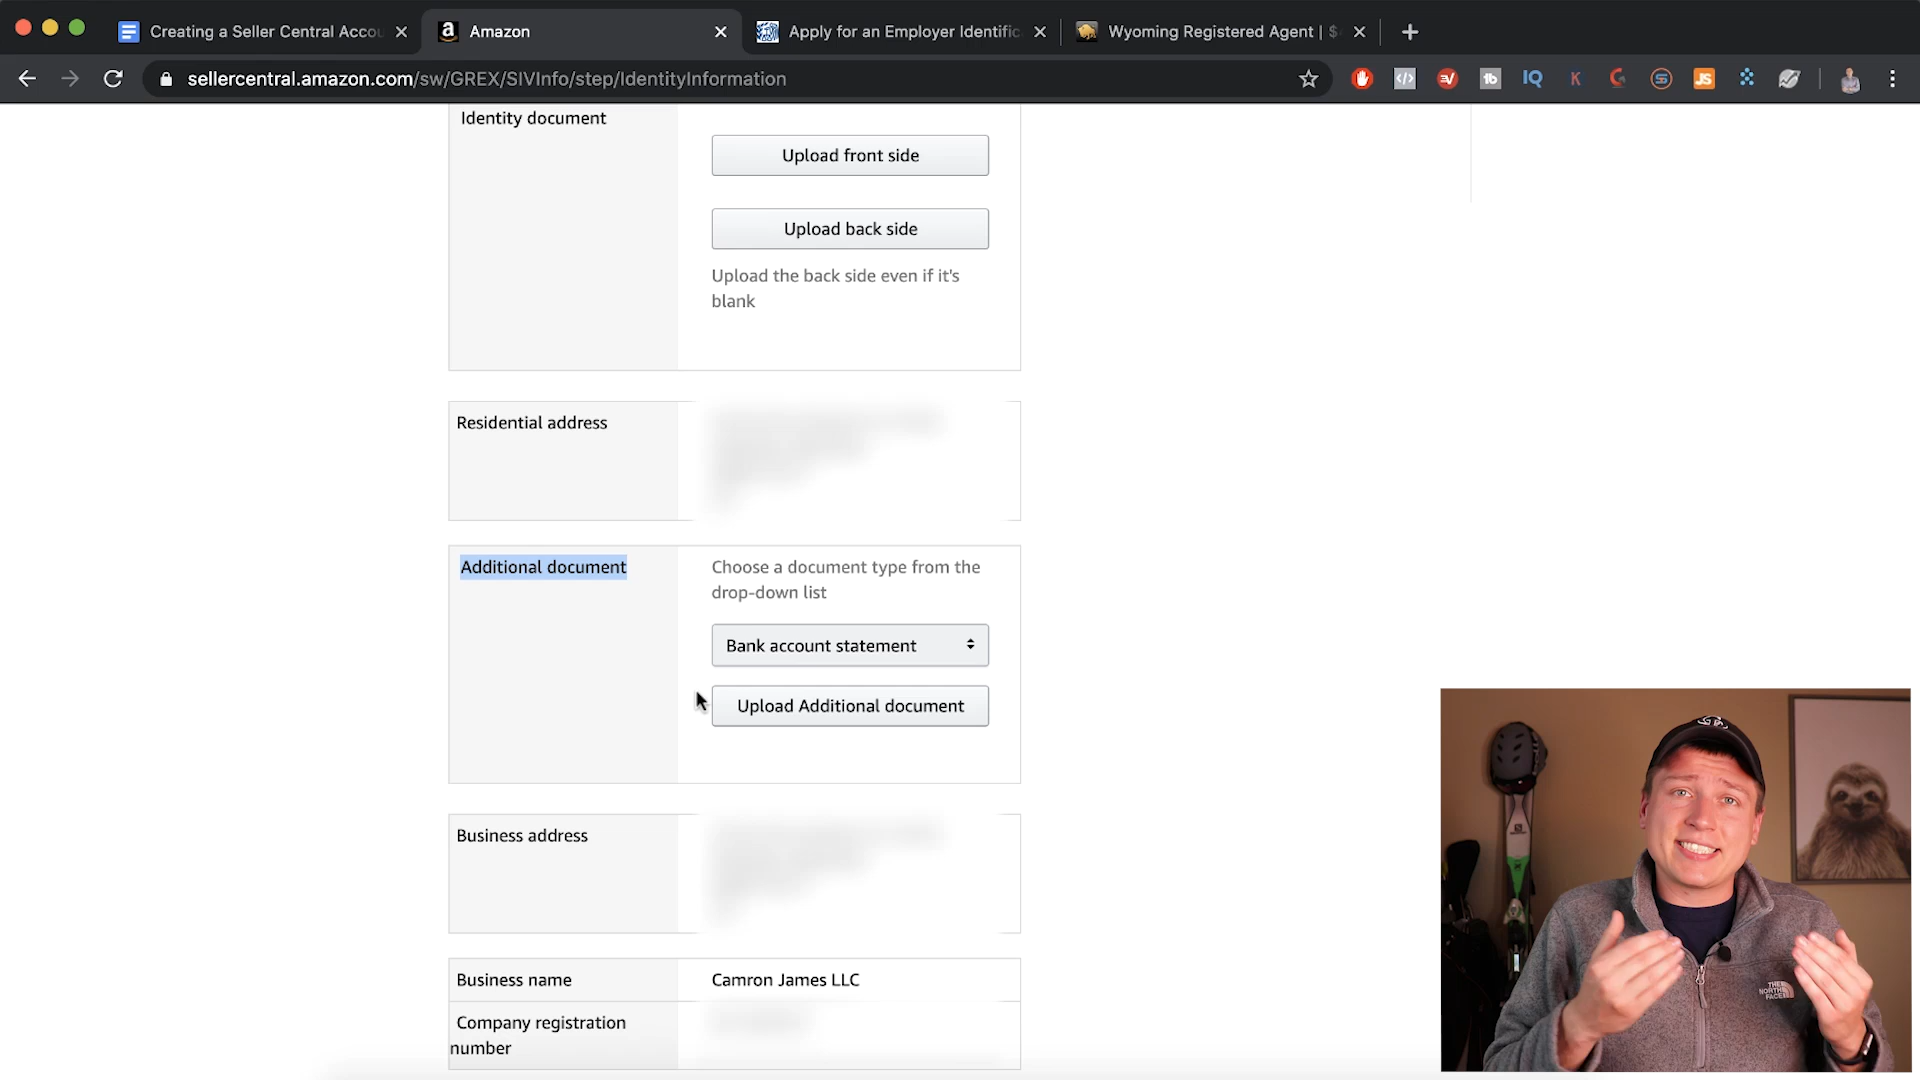 Creating a Seller Central Accou
Amazon
Apply for an Employer Identific
Wyoming Registered Agent | $
sellercentral.amazon.com/sw/GREX/SIVInfo/step/IdentityInformation
Identity document
Upload front side
Upload back side
Upload the back side even if it's
blank
Residential address
Additional document
Choose a document type from the
drop-down list
Bank account statement
Upload Additional document
Business address
Business name
Camron James LLC
Company registration
number
THE
NORTH
FACE